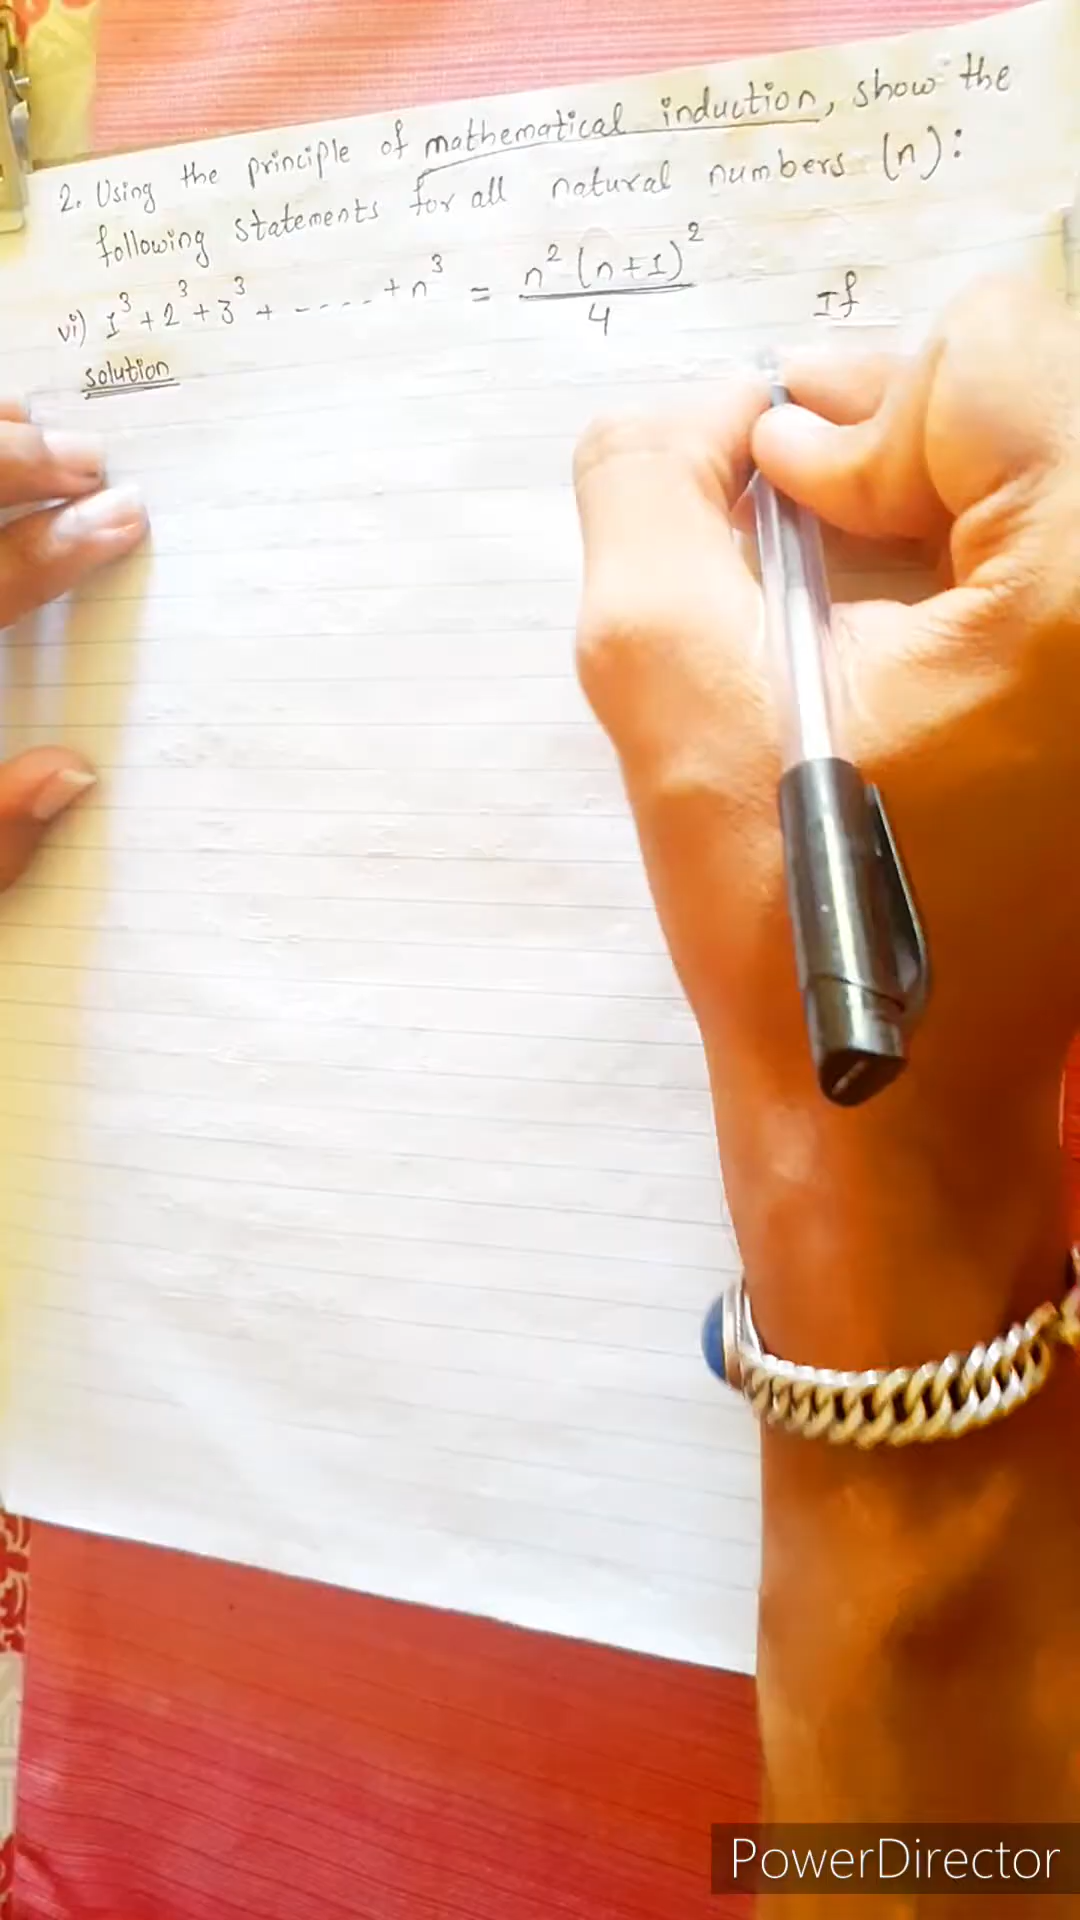 2. Using the principle of mathematical induction, show the
following statements for all natural numbers (n):
vi) 1³ + 2³ + 3³ + ----- + n³ = n² (n+1)² / 4 If
solution
PowerDirector